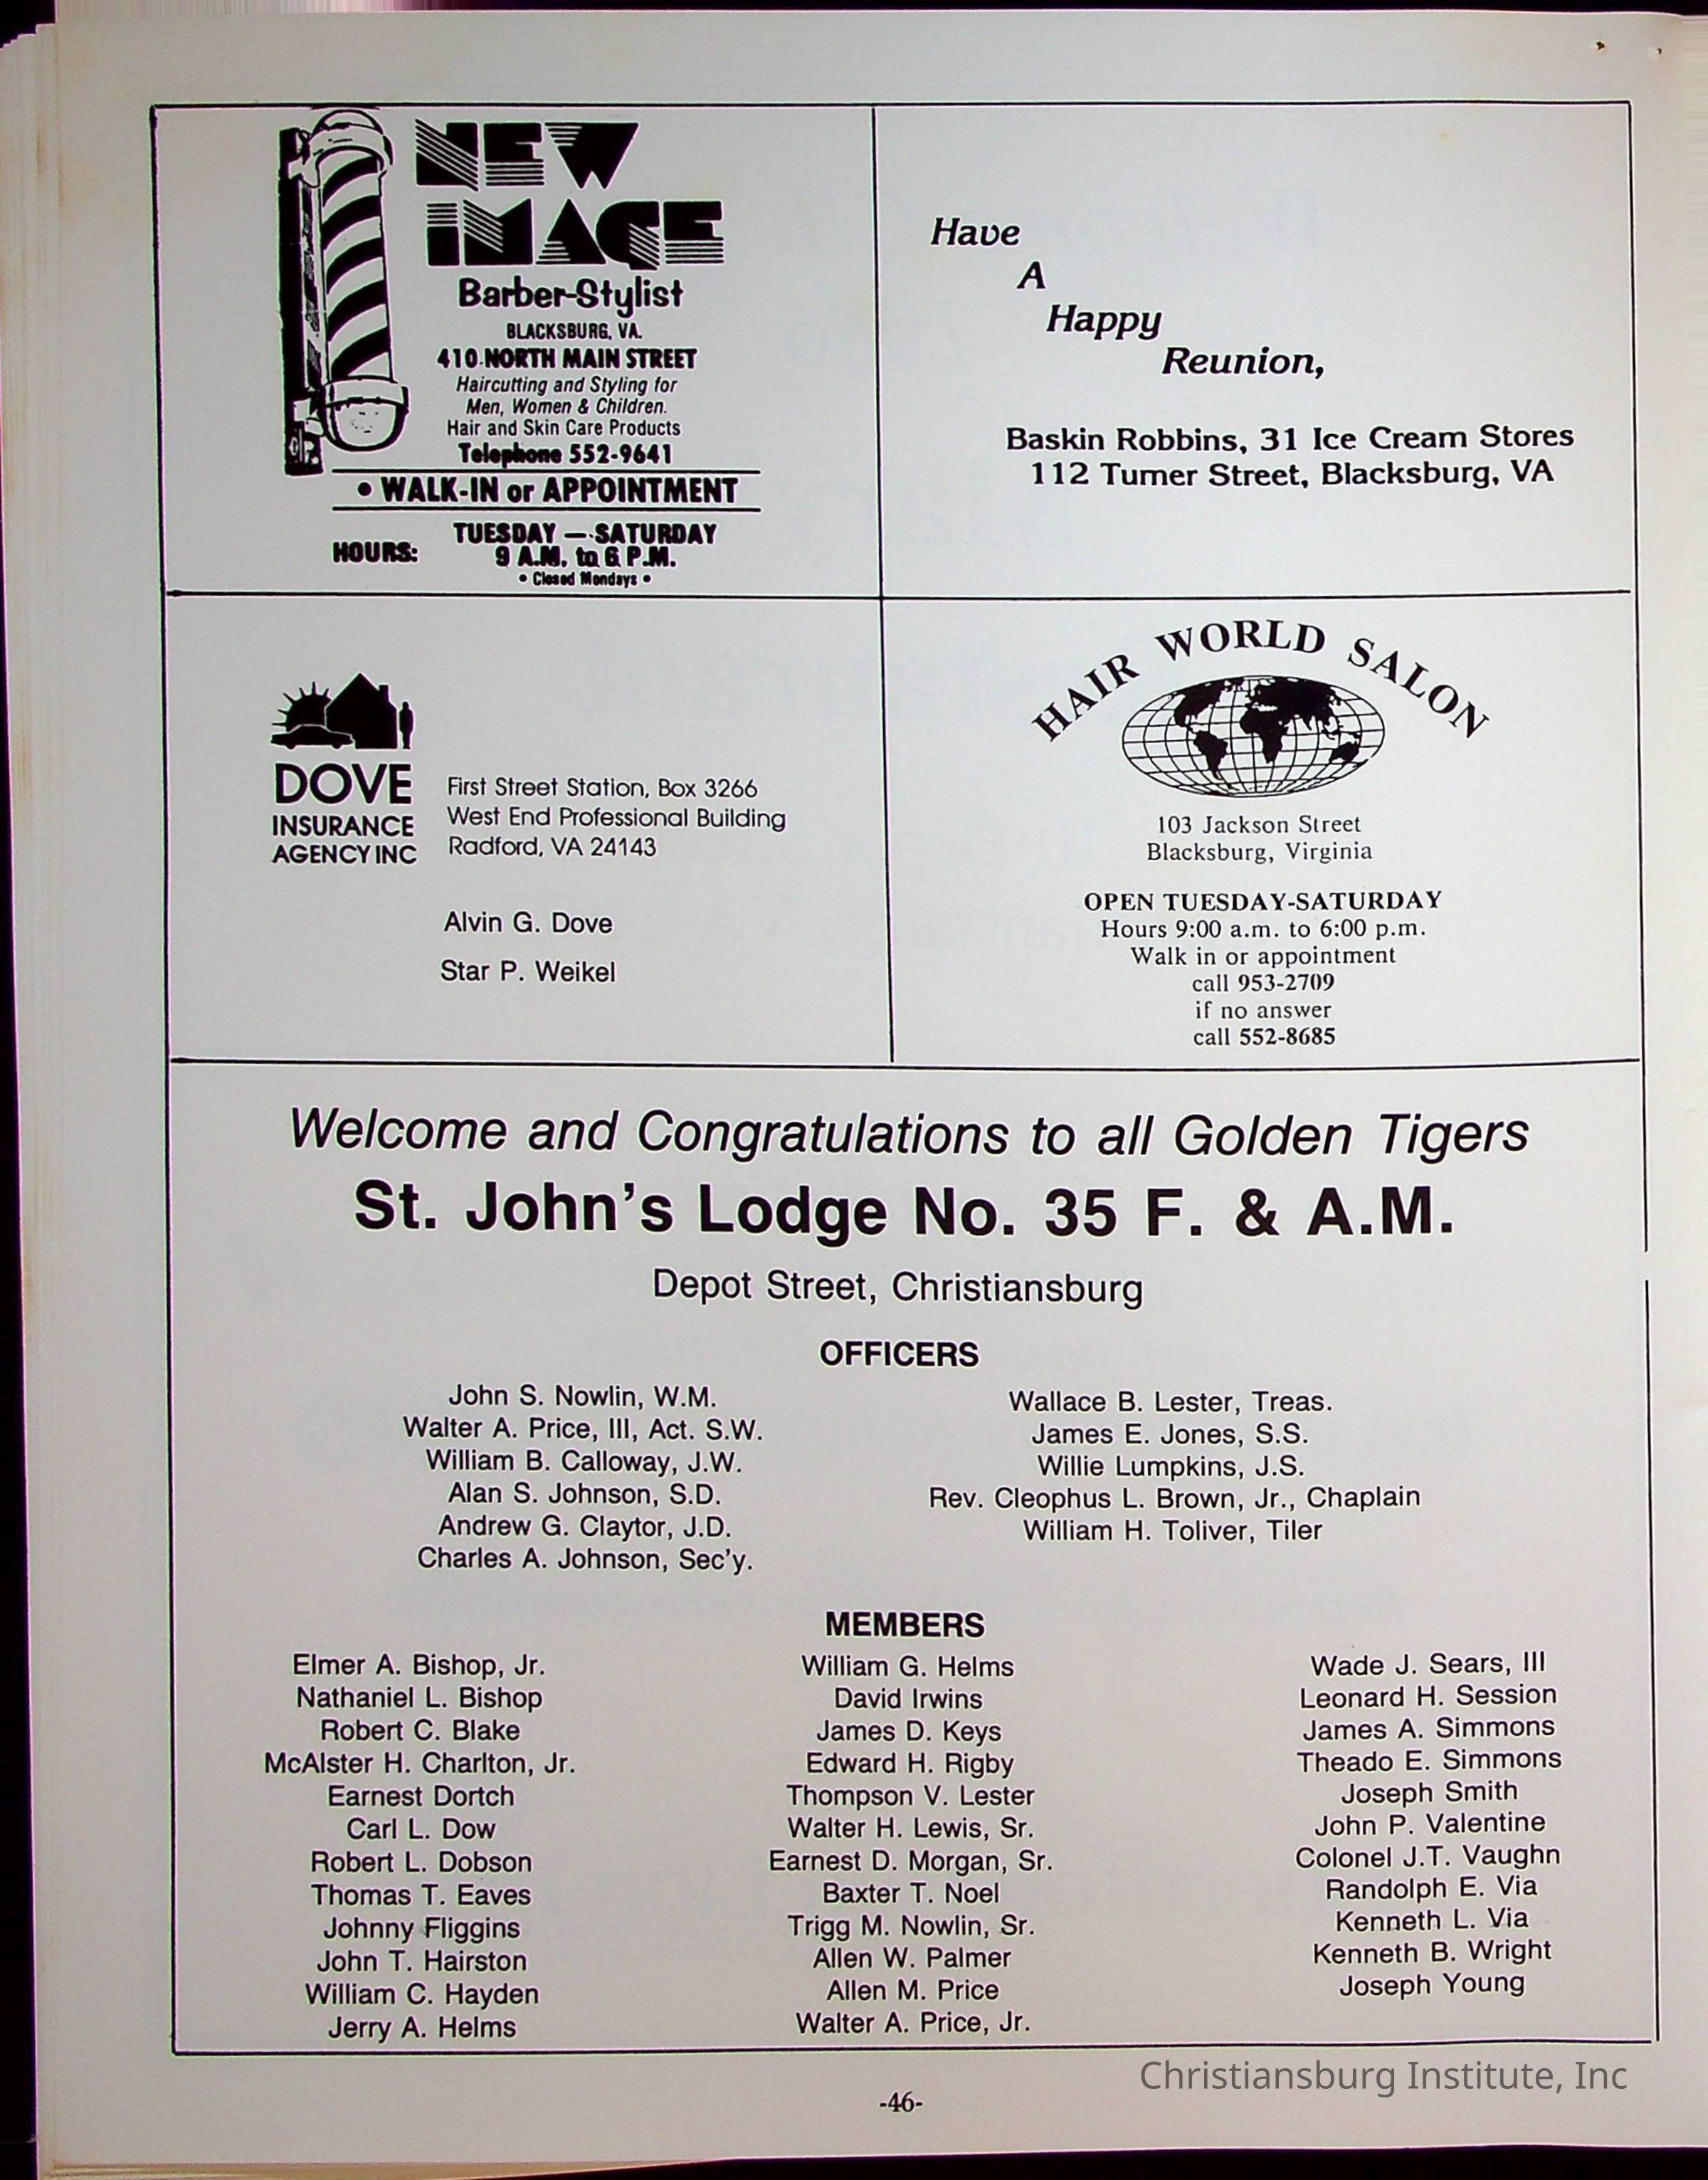 NEW
IMAGE
Barber-Stylist
BLACKSBURG, VA.
410 NORTH MAIN STREET
Haircutting and Styling for
Men, Women & Children.
Hair and Skin Care Products
Telephone 552-9641
• WALK-IN or APPOINTMENT
HOURS:
TUESDAY — SATURDAY
9 A.M. to 6 P.M.
• Closed Mondays •
Have
A
Happy
Reunion,
Baskin Robbins, 31 Ice Cream Stores
112 Turner Street, Blacksburg, VA
DOVE
INSURANCE
AGENCY INC
First Street Station, Box 3266
West End Professional Building
Radford, VA 24143
Alvin G. Dove
Star P. Weikel
HAIR WORLD SALON
103 Jackson Street
Blacksburg, Virginia
OPEN TUESDAY-SATURDAY
Hours 9:00 a.m. to 6:00 p.m.
Walk in or appointment
call 953-2709
if no answer
call 552-8685
Welcome and Congratulations to all Golden Tigers
St. John's Lodge No. 35 F. & A.M.
Depot Street, Christiansburg
OFFICERS
John S. Nowlin, W.M.
Walter A. Price, III, Act. S.W.
William B. Calloway, J.W.
Alan S. Johnson, S.D.
Andrew G. Claytor, J.D.
Charles A. Johnson, Sec'y.
Wallace B. Lester, Treas.
James E. Jones, S.S.
Willie Lumpkins, J.S.
Rev. Cleophus L. Brown, Jr., Chaplain
William H. Toliver, Tiler
MEMBERS
Elmer A. Bishop, Jr.
Nathaniel L. Bishop
Robert C. Blake
McAlster H. Charlton, Jr.
Earnest Dortch
Carl L. Dow
Robert L. Dobson
Thomas T. Eaves
Johnny Fliggins
John T. Hairston
William C. Hayden
Jerry A. Helms
William G. Helms
David Irwins
James D. Keys
Edward H. Rigby
Thompson V. Lester
Walter H. Lewis, Sr.
Earnest D. Morgan, Sr.
Baxter T. Noel
Trigg M. Nowlin, Sr.
Allen W. Palmer
Allen M. Price
Walter A. Price, Jr.
Wade J. Sears, III
Leonard H. Session
James A. Simmons
Theado E. Simmons
Joseph Smith
John P. Valentine
Colonel J.T. Vaughn
Randolph E. Via
Kenneth L. Via
Kenneth B. Wright
Joseph Young
Christiansburg Institute, Inc
-46-